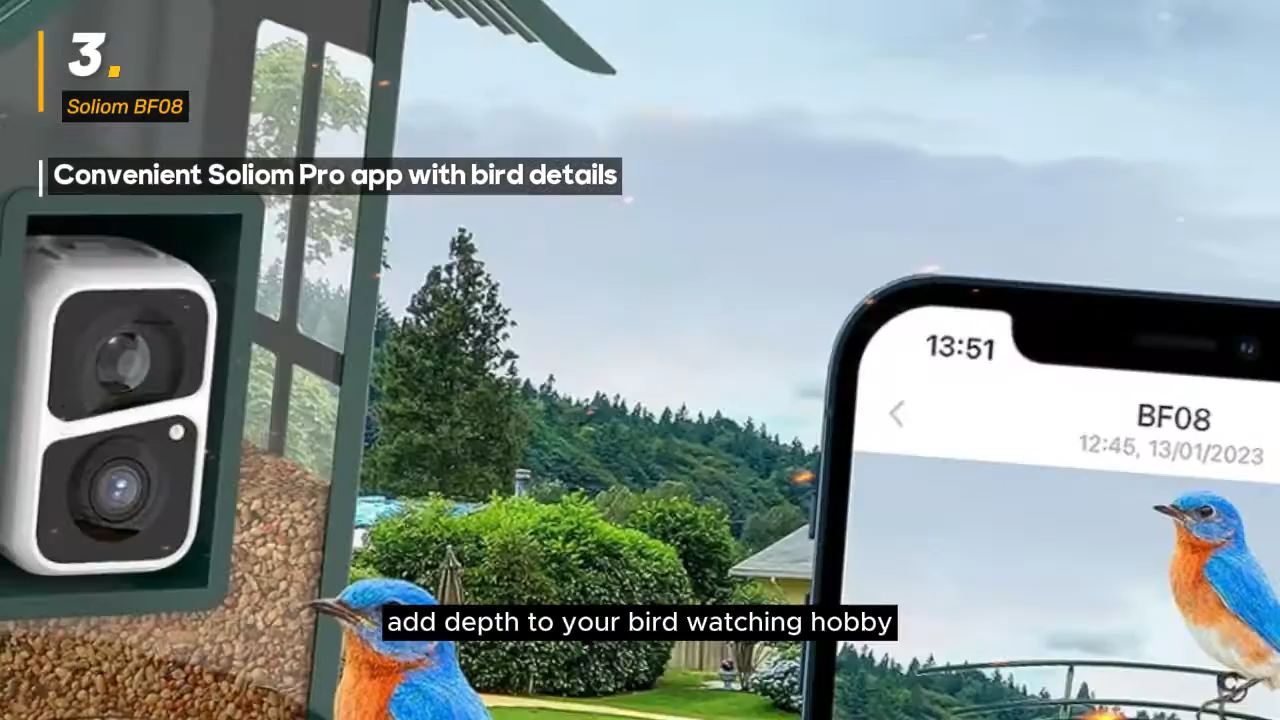 3.
Soliom BF08
Convenient Soliom Pro app with bird details
13:51
BF08
12:45, 13/01/2023
add depth to your bird watching hobby